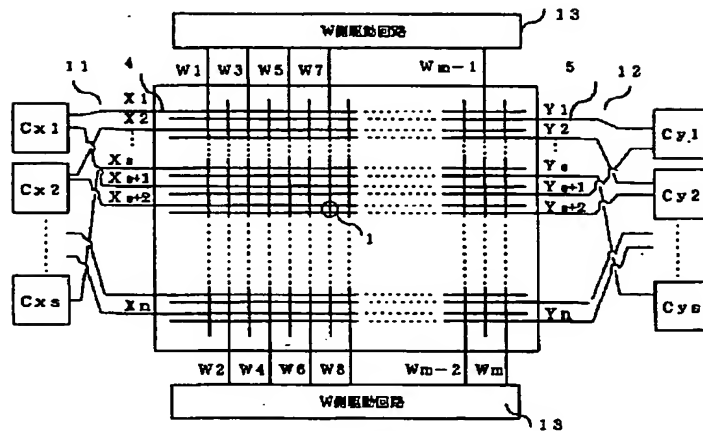 W側駆動回路
13
W1 W3 W5 W7 Wm-1
11 4 5 12
X1 Y1
X2 Y2
Cx1 Cy1
Xs Ys
Xs+1 Ys+1
Xs+2 Ys+2
Cx2 Cy2
1
Cxs Cys
Xn Yn
W2 W4 W6 W8 Wm-2 Wm
W側駆動回路
13